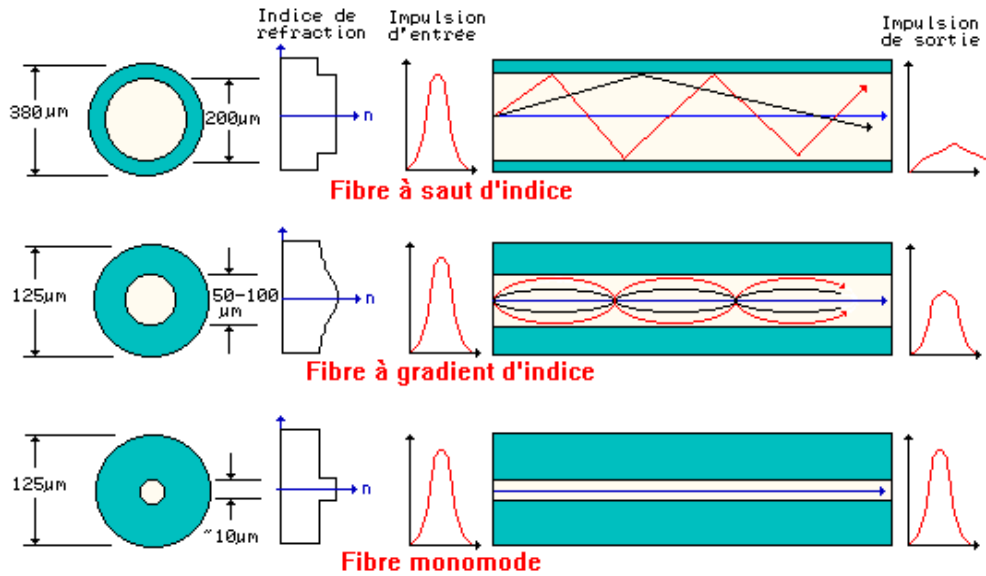 Indice de
réfraction
Impulsion
d'entrée
Impulsion
de sortie
380µm
200µm
n
Fibre à saut d'indice
125µm
50-100
µm
n
Fibre à gradient d'indice
125µm
~10µm
n
Fibre monomode